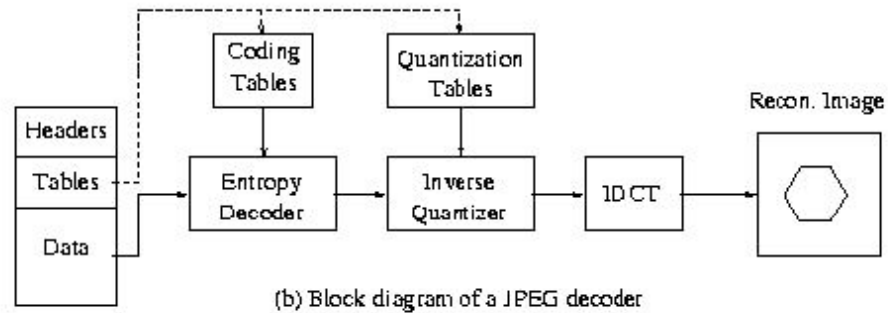 Coding
Tables
Quantization
Tables
Recon. Image
Headers
Tables
Data
Entropy
Decoder
Inverse
Quantizer
IDCT
(b) Block diagram of a JPEG decoder